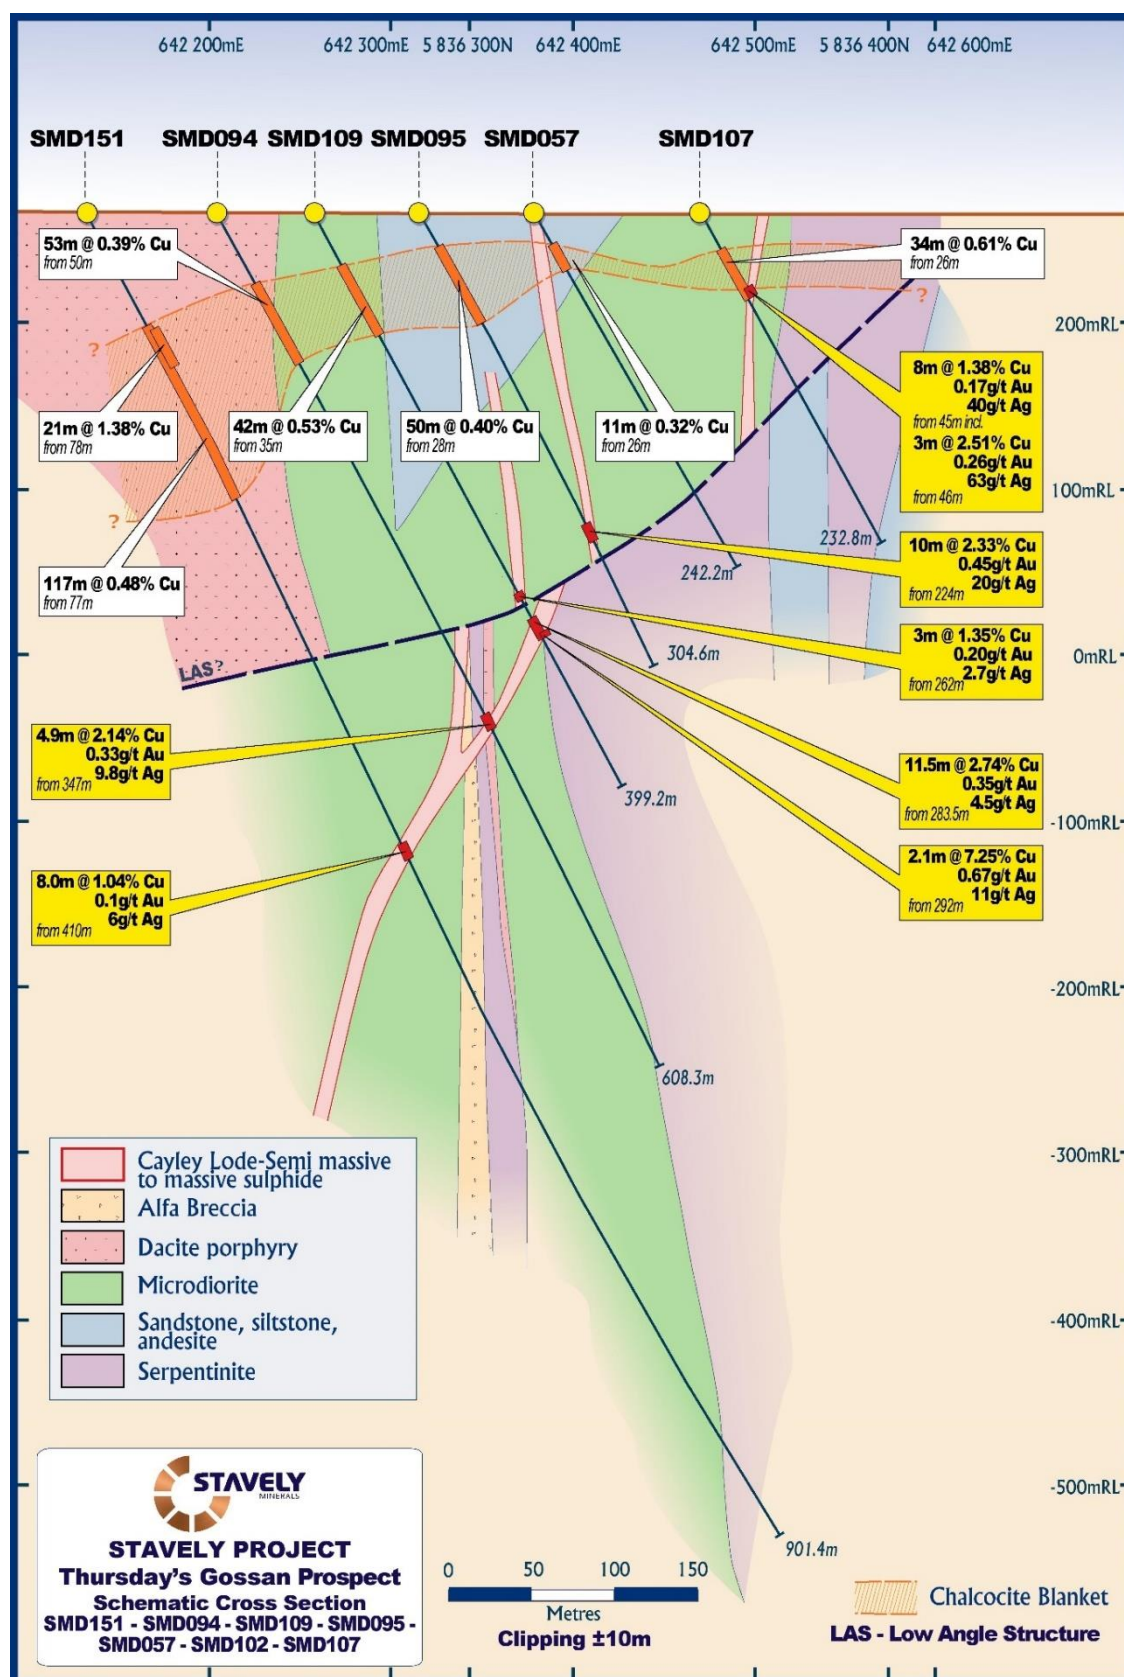 642 200mE
642 300mE
5 836 300N
642 400mE
642 500mE
5 836 400N
642 600mE
SMD151
SMD094
SMD109
SMD095
SMD057
SMD107
53m @ 0.39% Cu
from 50m
34m @ 0.61% Cu
from 26m
?
?
?
200mRL
21m @ 1.38% Cu
from 78m
42m @ 0.53% Cu
from 35m
50m @ 0.40% Cu
from 28m
11m @ 0.32% Cu
from 26m
8m @ 1.38% Cu
0.17g/t Au
40g/t Ag
from 45m incl.
3m @ 2.51% Cu
0.26g/t Au
63g/t Ag
from 46m
100mRL
117m @ 0.48% Cu
from 77m
232.8m
242.2m
10m @ 2.33% Cu
0.45g/t Au
20g/t Ag
from 224m
3m @ 1.35% Cu
0.20g/t Au
2.7g/t Ag
from 262m
304.6m
0mRL
LAS?
4.9m @ 2.14% Cu
0.33g/t Au
9.8g/t Ag
from 347m
399.2m
11.5m @ 2.74% Cu
0.35g/t Au
4.5g/t Ag
from 283.5m
-100mRL
8.0m @ 1.04% Cu
0.1g/t Au
6g/t Ag
from 410m
2.1m @ 7.25% Cu
0.67g/t Au
11g/t Ag
from 292m
-200mRL
608.3m
-300mRL
Cayley Lode-Semi massive
to massive sulphide
Alfa Breccia
Dacite porphyry
Microdiorite
Sandstone, siltstone,
andesite
Serpentinite
-400mRL
-500mRL
901.4m
STAVELY
MINERALS
STAVELY PROJECT
Thursday's Gossan Prospect
Schematic Cross Section
SMD151 - SMD094 - SMD109 - SMD095 -
SMD057 - SMD102 - SMD107
0 50 100 150
Metres
Clipping ±10m
Chalcocite Blanket
LAS - Low Angle Structure